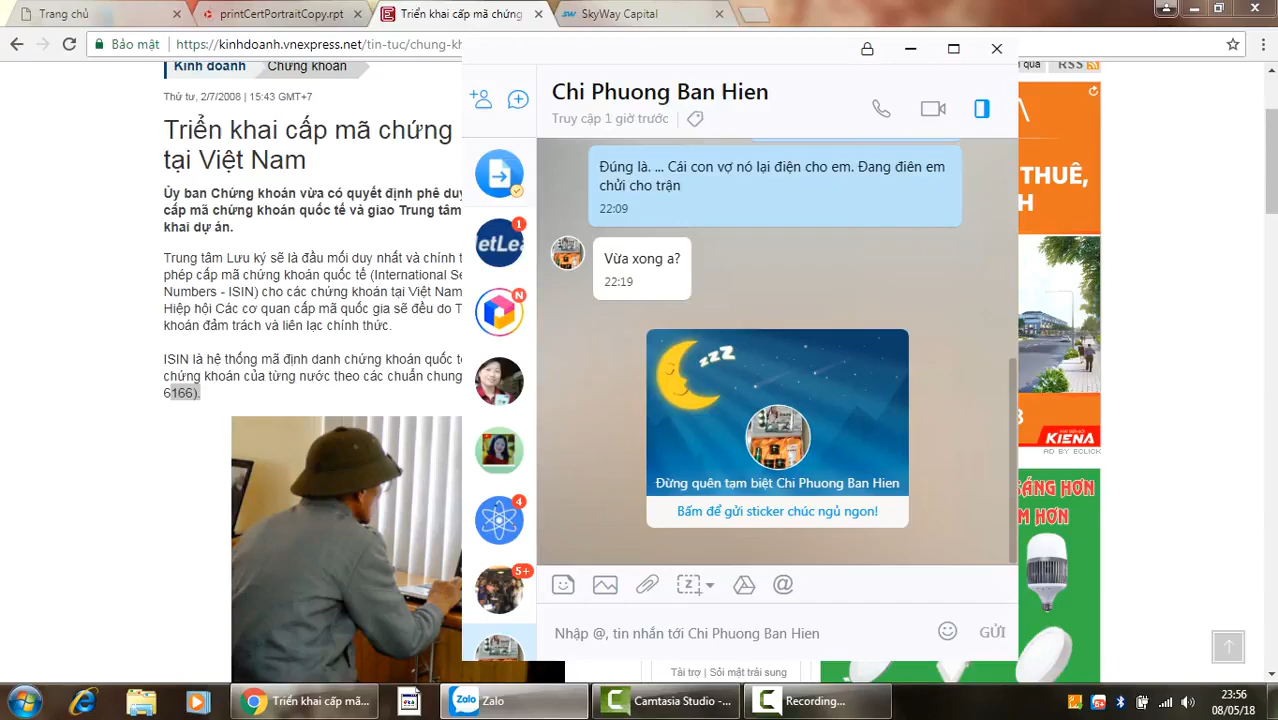 Trang chủ
printCertPortraitCopy.rpt
Triển khai cấp mã chứng
SkyWay Capital
Bảo mật
https://kinhdoanh.vnexpress.net/tin-tuc/chung-kh
Kinh doanh
Chứng khoán
qua
RSS
Thứ tư, 2/7/2008 | 15:43 GMT+7
Triển khai cấp mã chứng
tại Việt Nam
Ủy ban Chứng khoán vừa có quyết định phê duy
cấp mã chứng khoán quốc tế và giao Trung tâm
khai dự án.
Trung tâm Lưu ký sẽ là đầu mối duy nhất và chính t
phép cấp mã chứng khoán quốc tế (International Se
Numbers - ISIN) cho các chứng khoán tại Việt Nam
Hiệp hội Các cơ quan cấp mã quốc gia sẽ đều do T
khoán đảm trách và liên lạc chính thức.
ISIN là hệ thống mã định danh chứng khoán quốc tế
chứng khoán của từng nước theo các chuẩn chung
6166).
1
N
4
5+
Chi Phuong Ban Hien
Truy cập 1 giờ trước
Đúng là. ... Cái con vợ nó lại điện cho em. Đang điên em
chửi cho trận
22:09
Vừa xong a?
22:19
zzz
Đừng quên tạm biệt Chi Phuong Ban Hien
Bấm để gửi sticker chúc ngủ ngon!
Nhập @, tin nhắn tới Chi Phuong Ban Hien
GỬI
THUÊ,
H
KIENA
AD BY ECLICK
SÁNG HƠN
M HƠN
Tài trợ | Sỏi mật trái sung
Triển khai cấp mã...
Zalo
Zalo
Camtasia Studio -...
Recording...
23:56
08/05/18